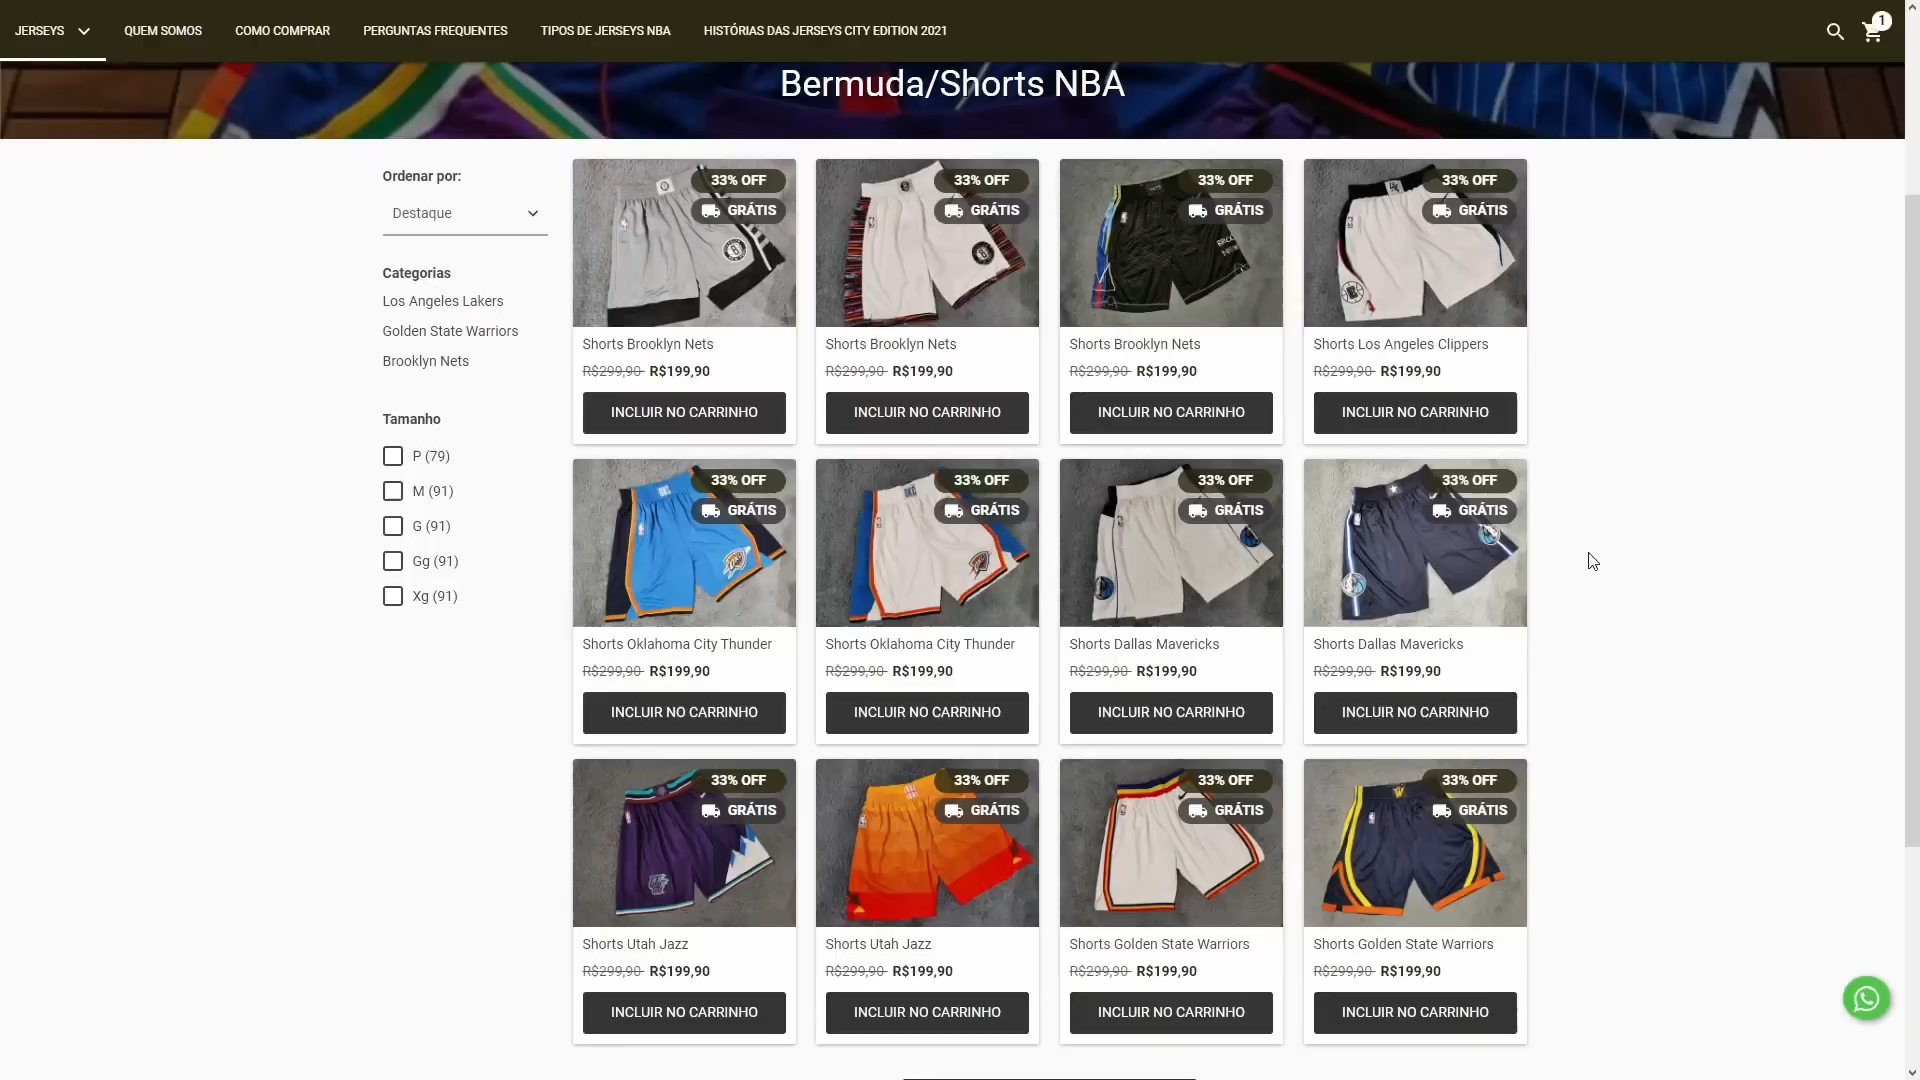 JERSEYS
QUEM SOMOS
COMO COMPRAR
PERGUNTAS FREQUENTES
TIPOS DE JERSEYS NBA
HISTÓRIAS DAS JERSEYS CITY EDITION 2021
1
Bermuda/Shorts NBA
Ordenar por:
Destaque
Categorias
Los Angeles Lakers
Golden State Warriors
Brooklyn Nets
Tamanho
P (79)
M (91)
G (91)
Gg (91)
Xg (91)
33% OFF
GRÁTIS
Shorts Brooklyn Nets
R$299,90 R$199,90
INCLUIR NO CARRINHO
33% OFF
GRÁTIS
Shorts Brooklyn Nets
R$299,90 R$199,90
INCLUIR NO CARRINHO
33% OFF
GRÁTIS
Shorts Brooklyn Nets
R$299,90 R$199,90
INCLUIR NO CARRINHO
33% OFF
GRÁTIS
Shorts Los Angeles Clippers
R$299,90 R$199,90
INCLUIR NO CARRINHO
33% OFF
GRÁTIS
Shorts Oklahoma City Thunder
R$299,90 R$199,90
INCLUIR NO CARRINHO
33% OFF
GRÁTIS
Shorts Oklahoma City Thunder
R$299,90 R$199,90
INCLUIR NO CARRINHO
33% OFF
GRÁTIS
Shorts Dallas Mavericks
R$299,90 R$199,90
INCLUIR NO CARRINHO
33% OFF
GRÁTIS
Shorts Dallas Mavericks
R$299,90 R$199,90
INCLUIR NO CARRINHO
33% OFF
GRÁTIS
Shorts Utah Jazz
R$299,90 R$199,90
INCLUIR NO CARRINHO
33% OFF
GRÁTIS
Shorts Utah Jazz
R$299,90 R$199,90
INCLUIR NO CARRINHO
33% OFF
GRÁTIS
Shorts Golden State Warriors
R$299,90 R$199,90
INCLUIR NO CARRINHO
33% OFF
GRÁTIS
Shorts Golden State Warriors
R$299,90 R$199,90
INCLUIR NO CARRINHO